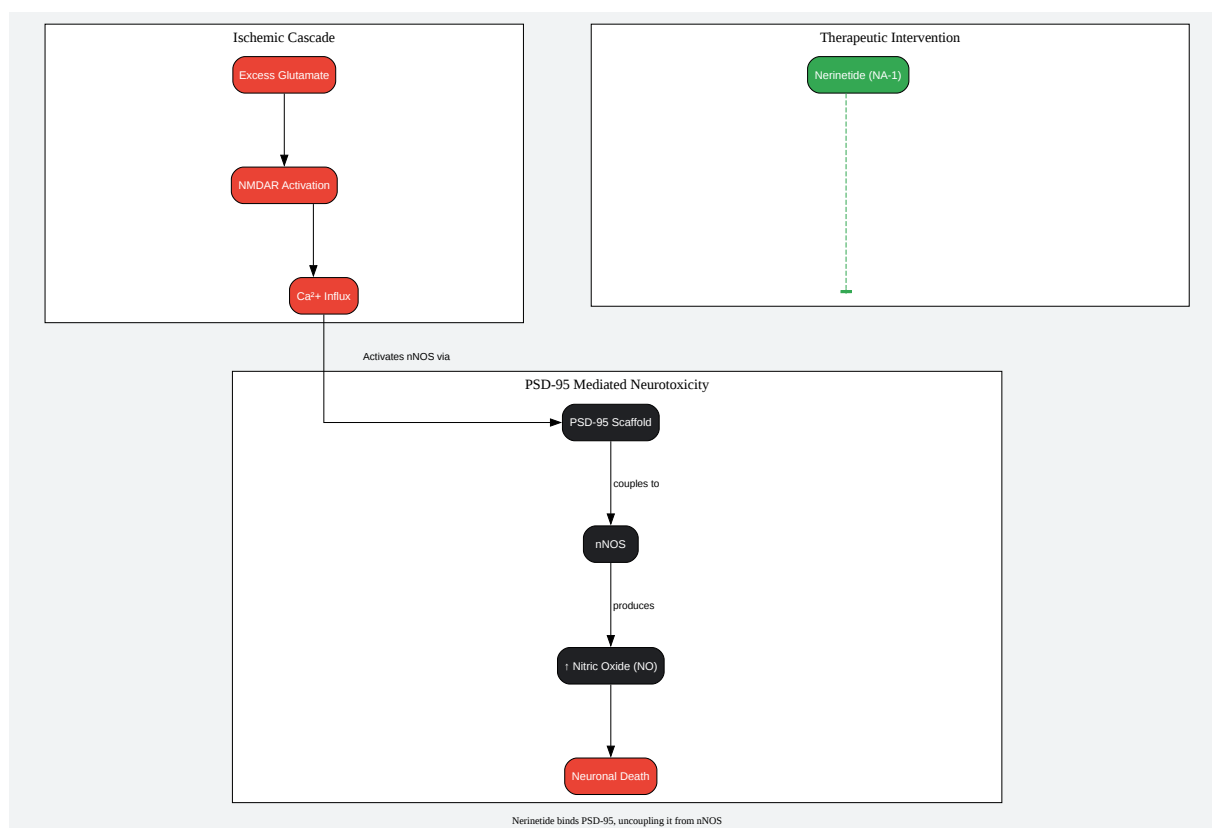 Ischemic Cascade
Excess Glutamate
NMDAR Activation
Ca²+ Influx
Therapeutic Intervention
Nerinetide (NA-1)
Activates nNOS via
PSD-95 Mediated Neurotoxicity
PSD-95 Scaffold
couples to
nNOS
produces
↑ Nitric Oxide (NO)
Neuronal Death
Nerinetide binds PSD-95, uncoupling it from nNOS